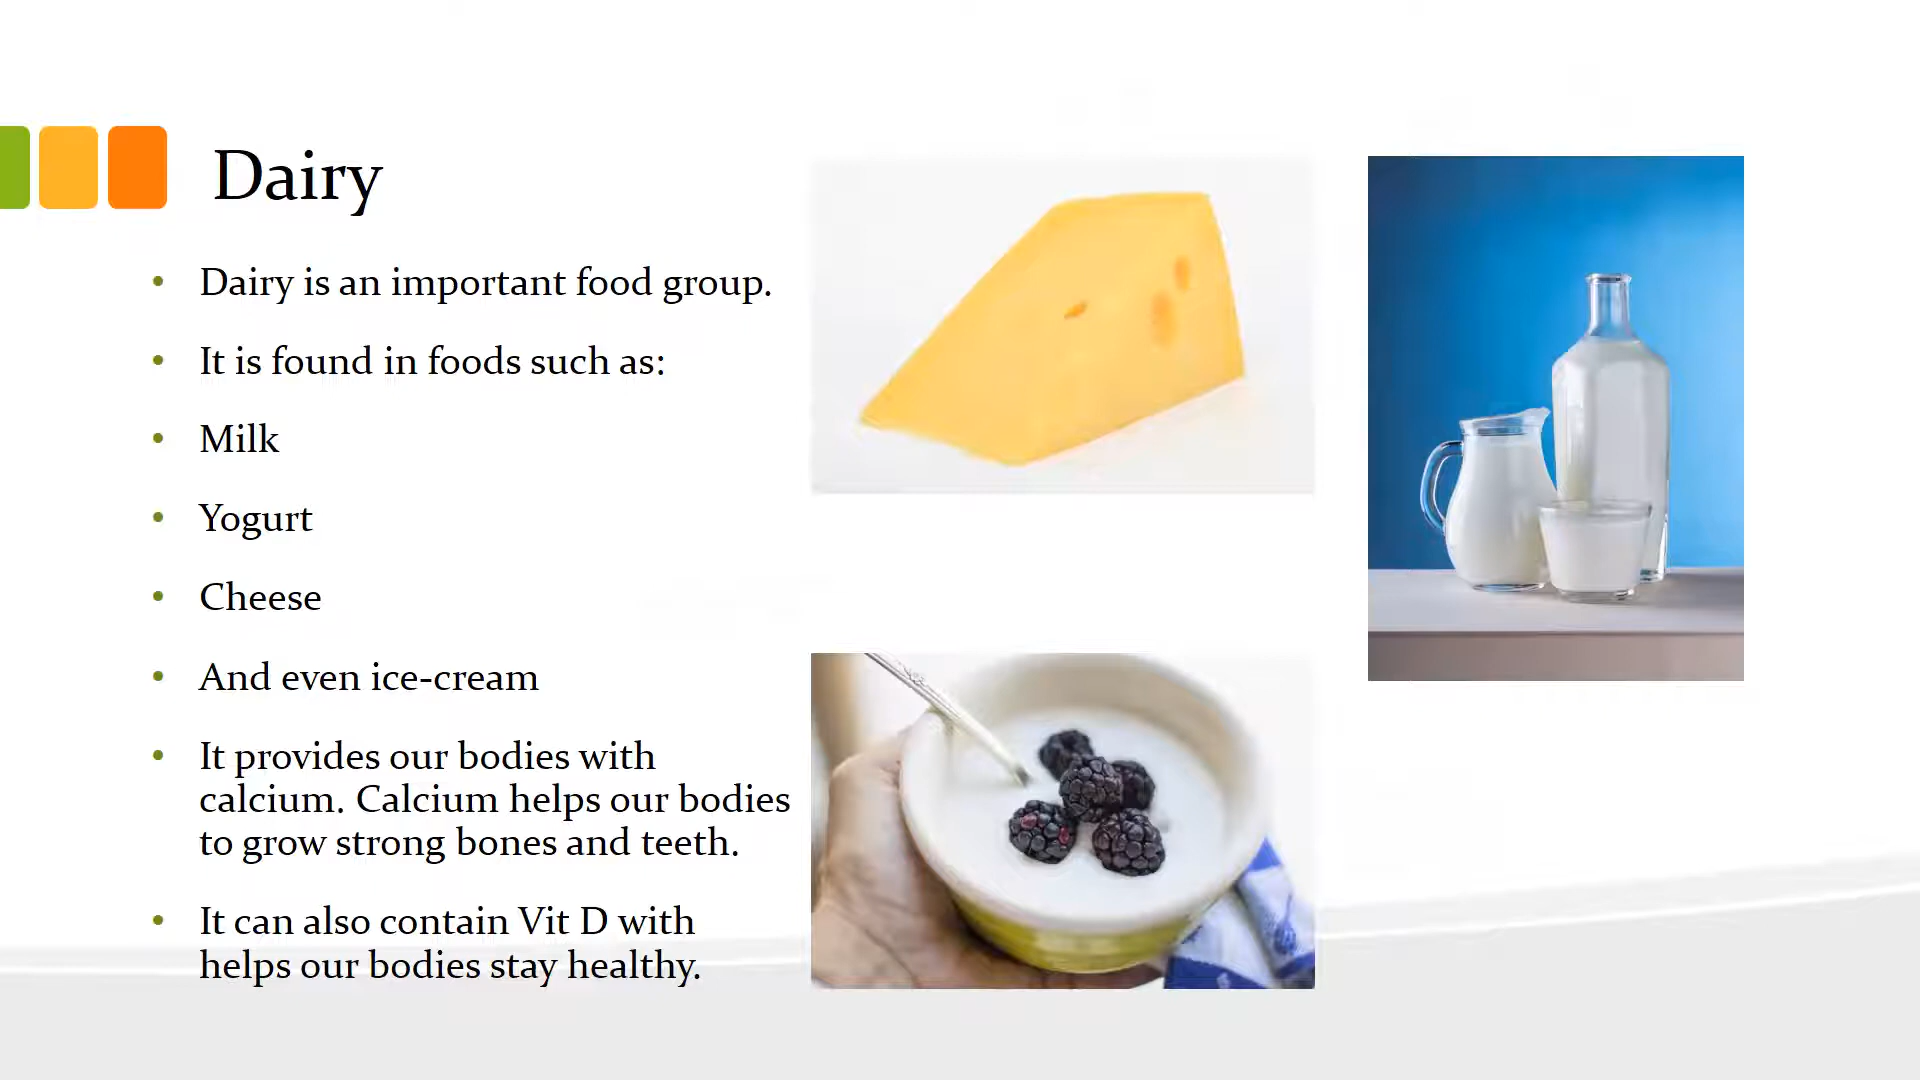 Dairy
Dairy is an important food group.
It is found in foods such as:
Milk
Yogurt
Cheese
And even ice-cream
It provides our bodies with
calcium. Calcium helps our bodies
to grow strong bones and teeth.
It can also contain Vit D with
helps our bodies stay healthy.